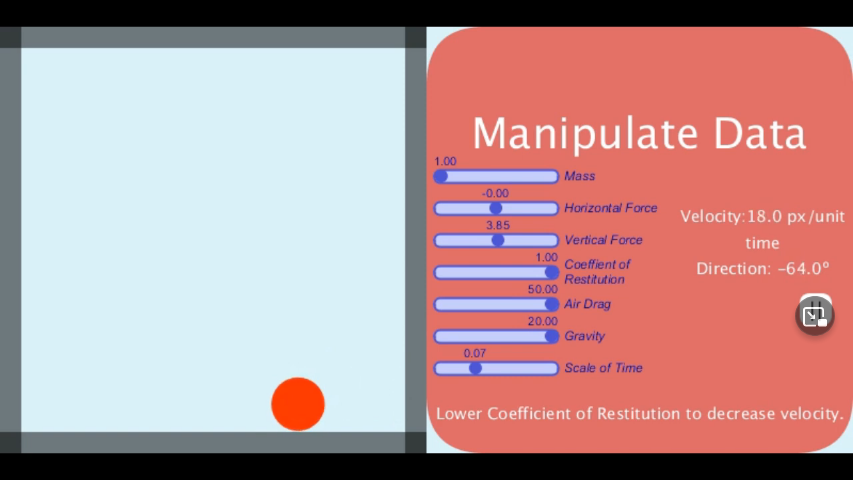 Manipulate Data
1.00
Mass
-0.00
Horizontal Force
3.85
Vertical Force
1.00
Coeffient of
Restitution
50.00
Air Drag
20.00
Gravity
0.07
Scale of Time
Velocity:18.0 px/unit
time
Direction: -64.0°
Lower Coefficient of Restitution to decrease velocity.